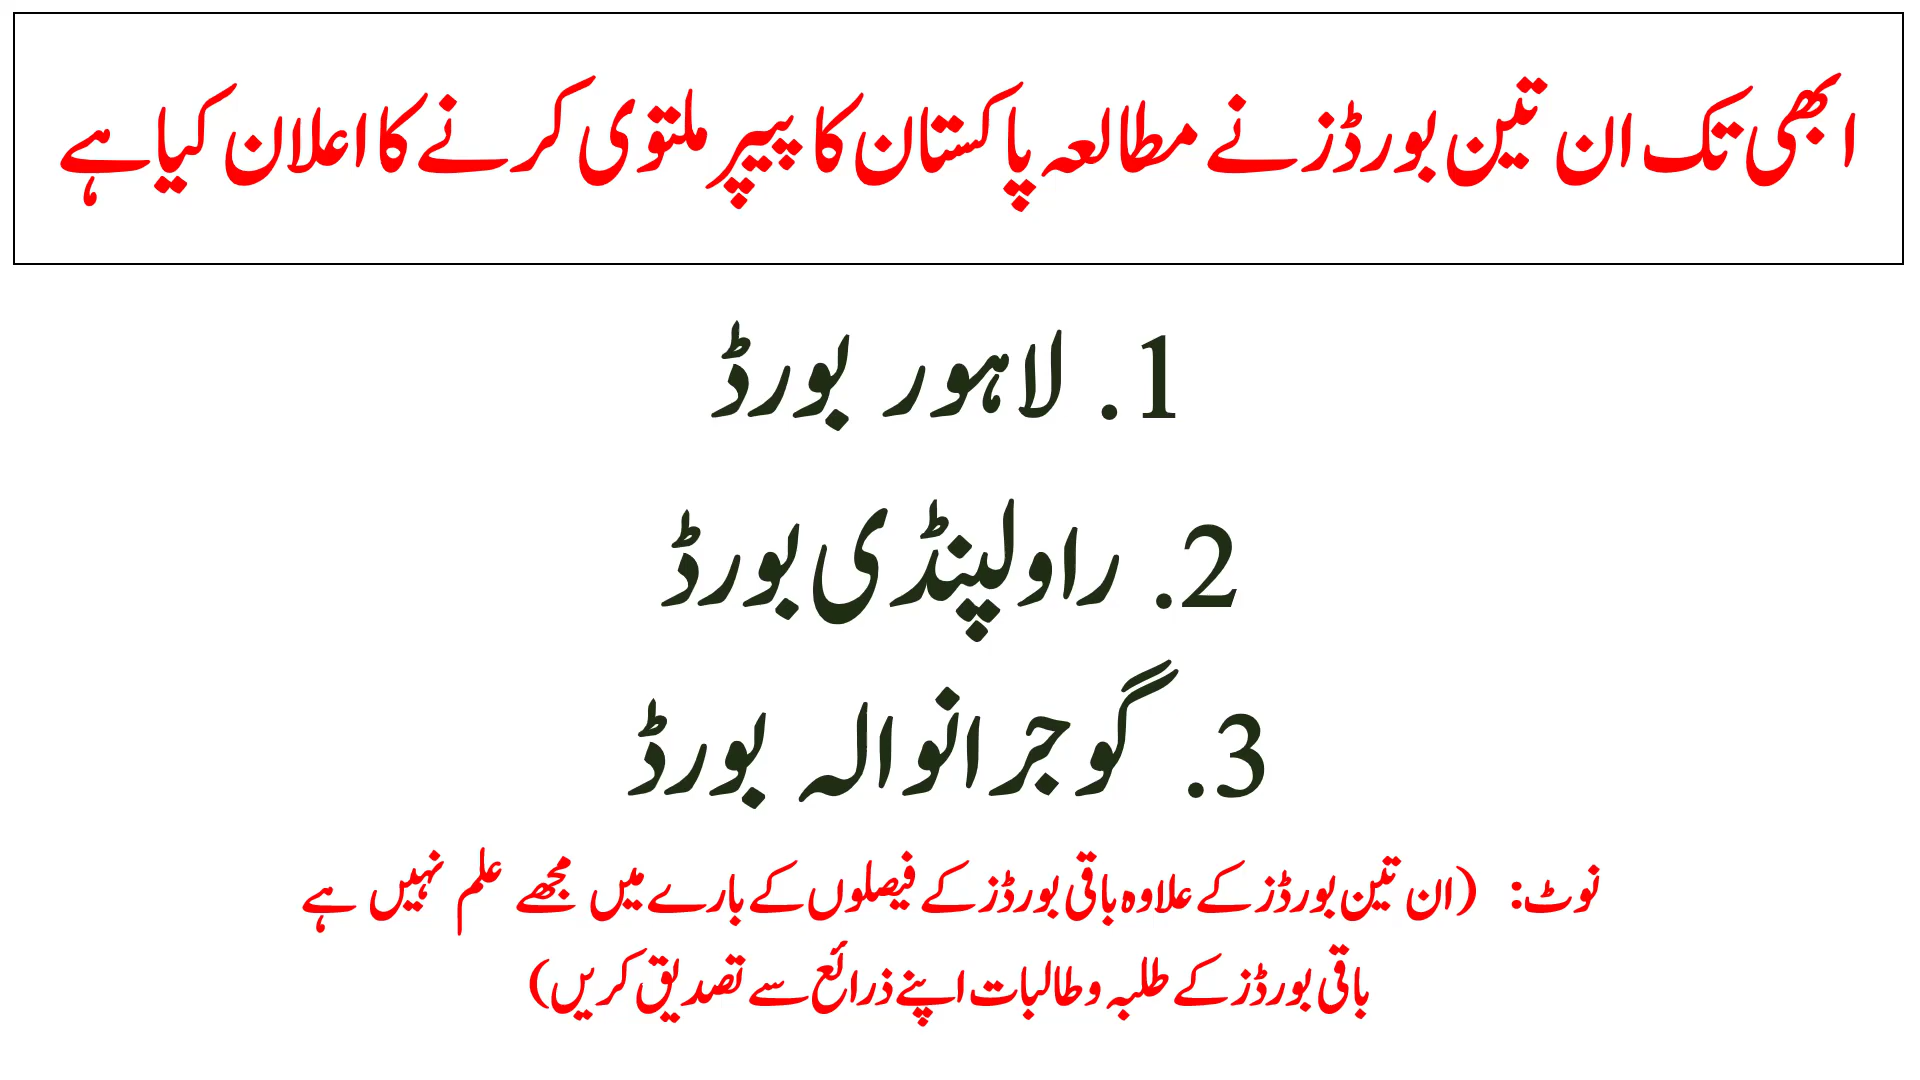 ابھی تک ان تین بورڈز نے مطالعہ پاکستان کا پیپر ملتوی کرنے کا اعلان کیا ہے
1. لاہور بورڈ
2. راولپنڈی بورڈ
3. گوجرانوالہ بورڈ
نوٹ: (ان تین بورڈز کے علاوہ باقی بورڈز کے فیصلوں کے بارے میں مجھے علم نہیں ہے
باقی بورڈز کے طلبہ و طالبات اپنے ذرائع سے تصدیق کریں)